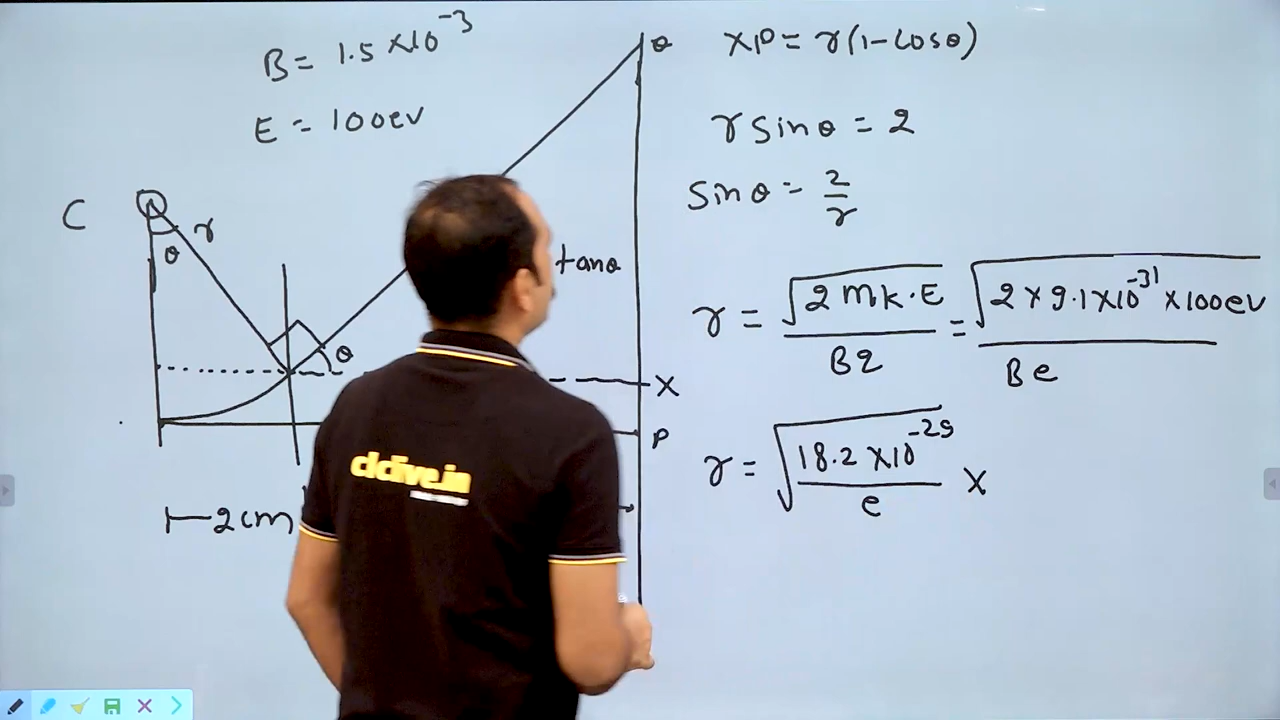 B = 1.5 × 10⁻³
E = 100ev
C
θ
r
θ
2cm
tanθ
Q
X
P
XP = r(1-cosθ)
r sinθ = 2
sinθ = 2/r
r = √(2mK.E) / Bq = √(2 × 9.1 × 10⁻³¹ × 100ev) / Be
r = √(18.2 × 10⁻²⁹ / e) ×
clclive.in